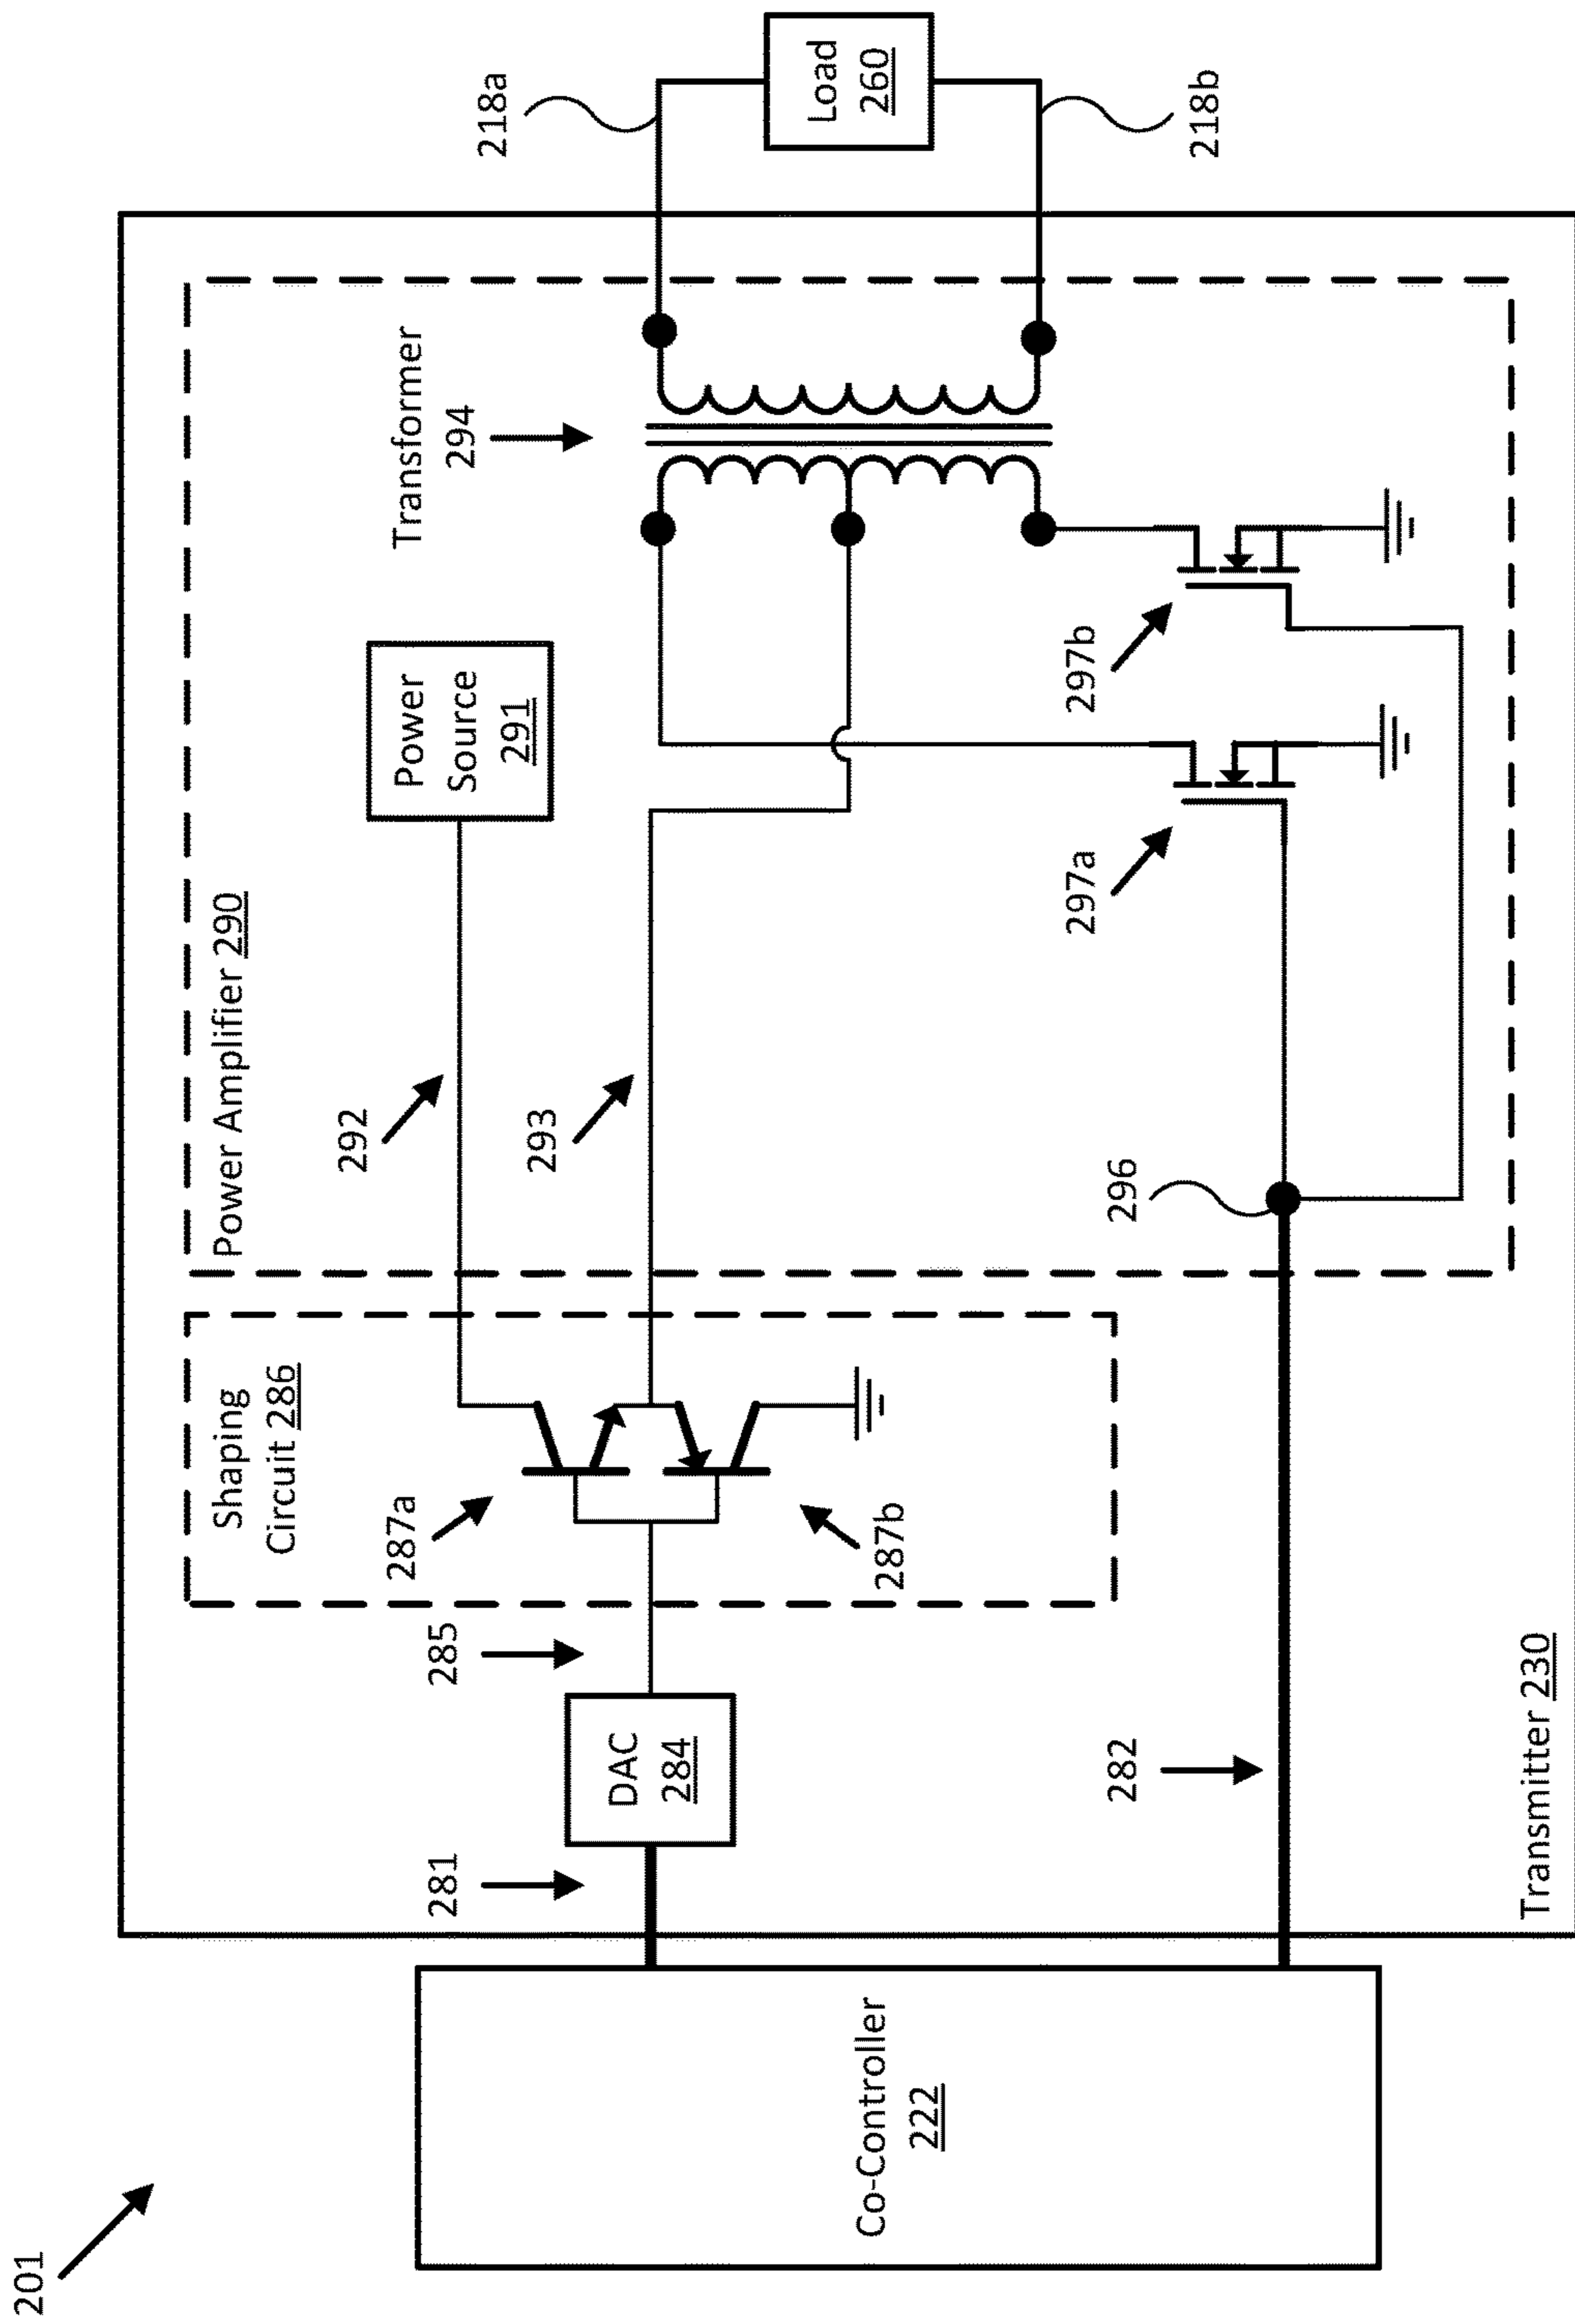 201
Co-Controller
222
Transmitter 230
281
282
DAC
284
285
Shaping
Circuit 286
287a
287b
Power Amplifier 290
292
293
296
Power
Source
291
297a
297b
Transformer
294
218a
218b
Load
260